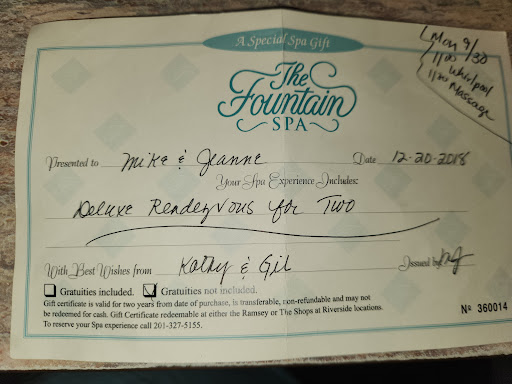 A Special Spa Gift
Mon 9/30
1100 Whirlpool
1120 Massage
The
Fountain
SPA
Presented to Mike & Jeanne Date 12-20-2018
Your Spa Experience Includes:
Deluxe Rendezvous for Two
With Best Wishes from Kathy & Gil Issued by
Gratuities included. Gratuities not included.
Gift certificate is valid for two years from date of purchase, is transferable, non-refundable and may not
be redeemed for cash. Gift Certificate redeemable at either the Ramsey or The Shops at Riverside locations.
To reserve your Spa experience call 201-327-5155.
Nº 360014